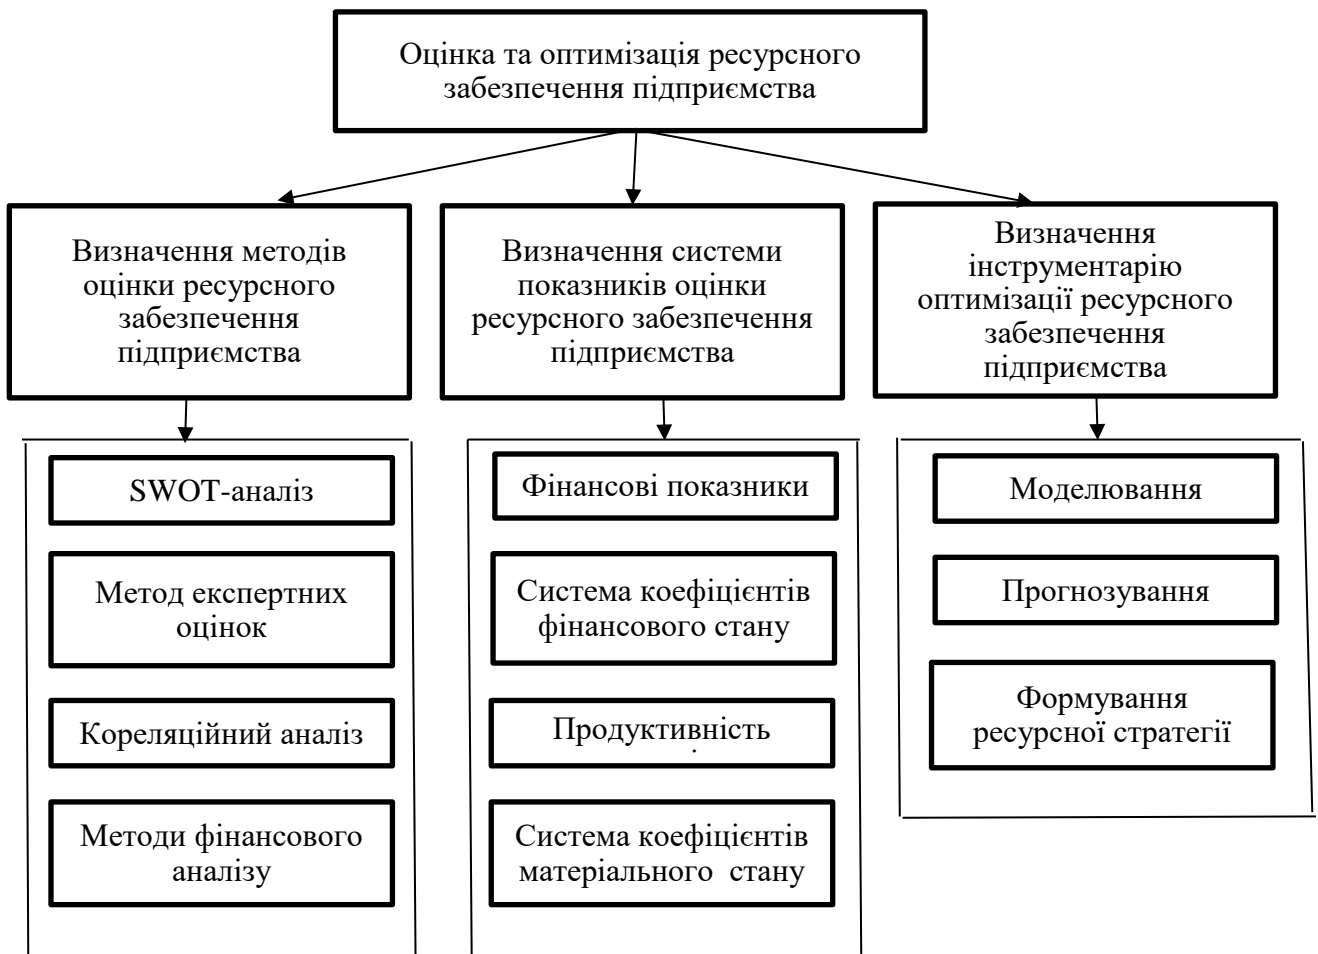 Оцінка та оптимізація ресурсного
забезпечення підприємства
Визначення методів
оцінки ресурсного
забезпечення
підприємства
Визначення системи
показників оцінки
ресурсного забезпечення
підприємства
Визначення
інструментарію
оптимізації ресурсного
забезпечення
підприємства
SWOT-аналіз
Метод експертних
оцінок
Кореляційний аналіз
Методи фінансового
аналізу
Фінансові показники
Система коефіцієнтів
фінансового стану
Продуктивність
Система коефіцієнтів
матеріального стану
Моделювання
Прогнозування
Формування
ресурсної стратегії